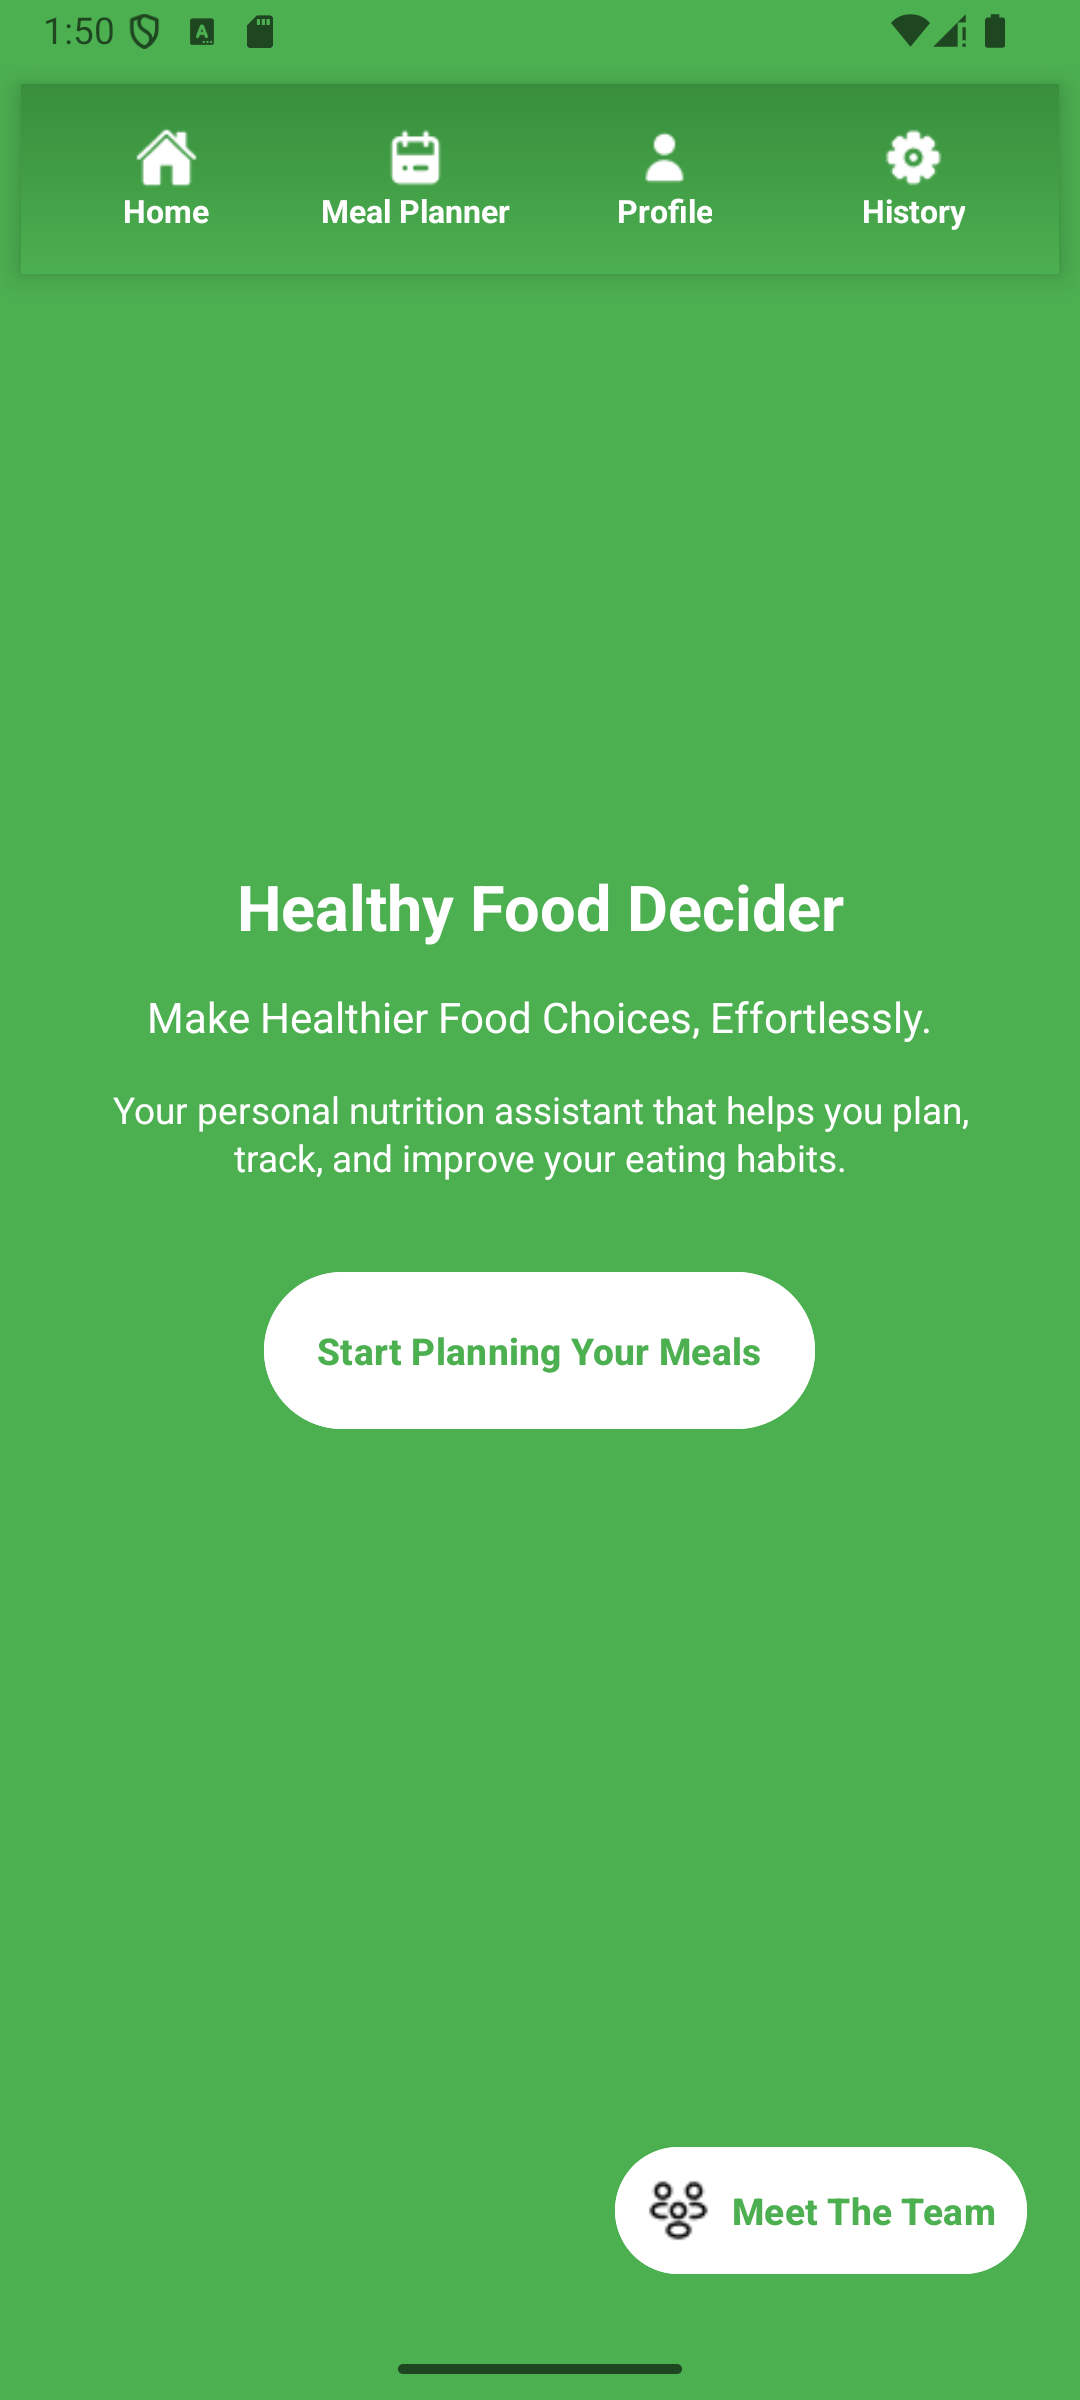 1:50
Home
Meal Planner
Profile
History
Healthy Food Decider
Make Healthier Food Choices, Effortlessly.
Your personal nutrition assistant that helps you plan,
track, and improve your eating habits.
Start Planning Your Meals
Meet The Team